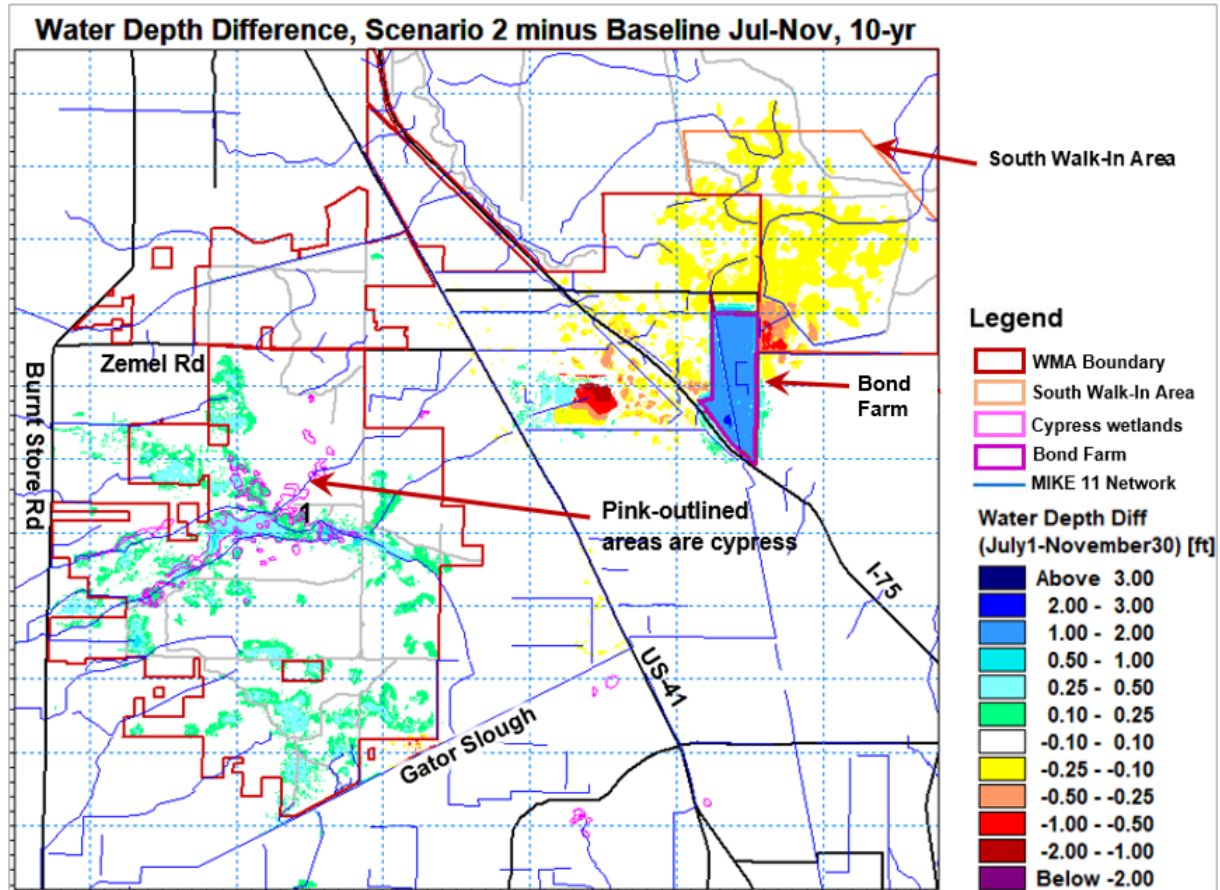 Water Depth Difference, Scenario 2 minus Baseline Jul-Nov, 10-yr
South Walk-In Area
Zemel Rd
Burnt Store Rd
Bond
Farm
1
Pink-outlined
areas are cypress
I-75
US-41
Gator Slough
Legend
WMA Boundary
South Walk-In Area
Cypress wetlands
Bond Farm
MIKE 11 Network
Water Depth Diff
(July1-November30) [ft]
Above 3.00
2.00 - 3.00
1.00 - 2.00
0.50 - 1.00
0.25 - 0.50
0.10 - 0.25
-0.10 - 0.10
-0.25 - -0.10
-0.50 - -0.25
-1.00 - -0.50
-2.00 - -1.00
Below -2.00